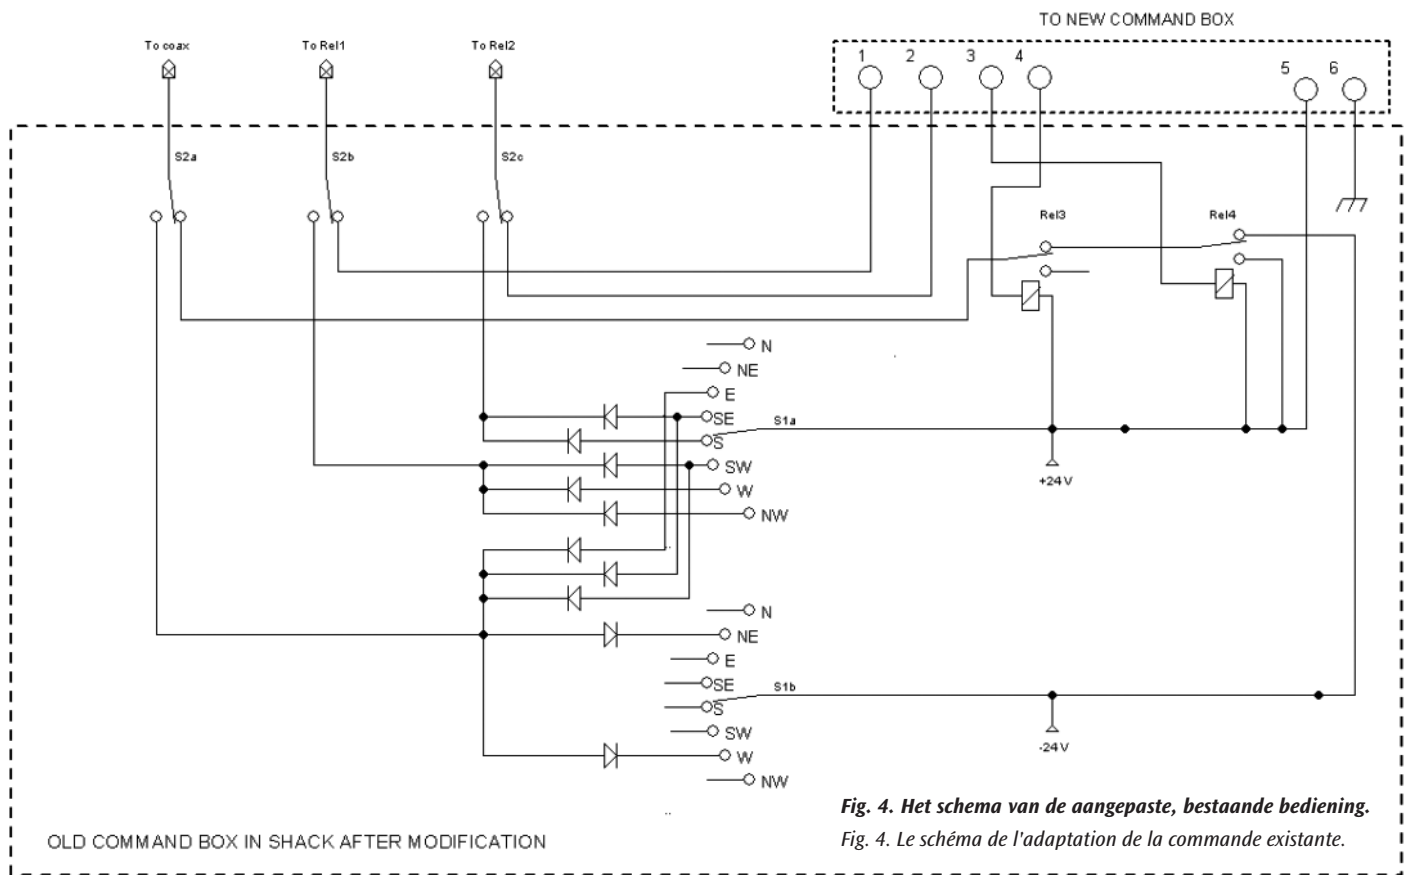 TO NEW COMMAND BOX
To coax
To Rel1
To Rel2
1
2
3
4
5
6
S2a
S2b
S2c
Rel3
Rel4
N
NE
E
SE
S1a
S
SW
W
+24V
NW
N
NE
E
SE
S1b
S
SW
W
-24V
NW
Fig. 4. Het schema van de aangepaste, bestaande bediening.
OLD COMMAND BOX IN SHACK AFTER MODIFICATION
Fig. 4. Le schéma de l'adaptation de la commande existante.